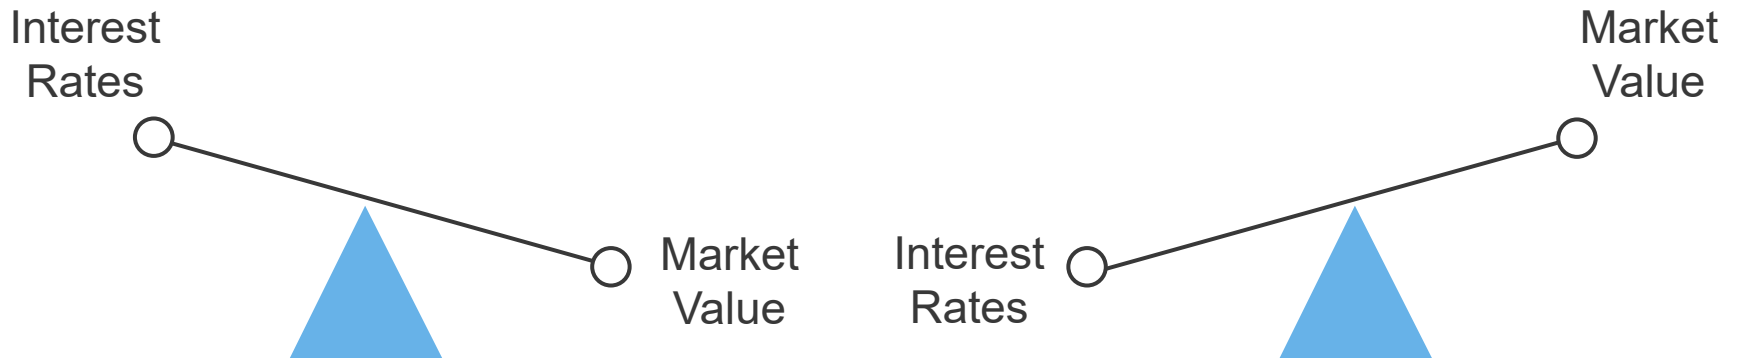 Interest
Rates
Market
Value
Interest
Rates
Market
Value